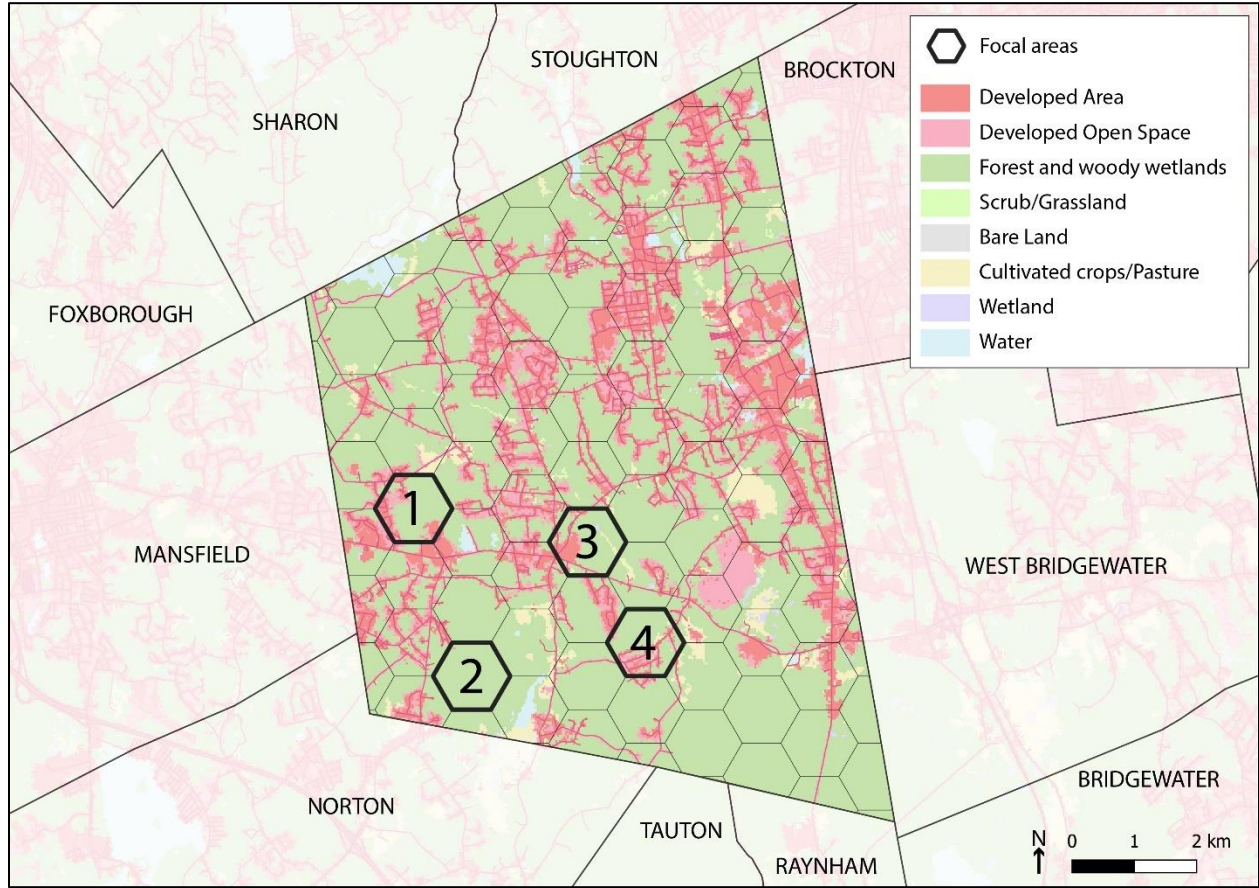 STOUGHTON
BROCKTON
SHARON
FOXBOROUGH
MANSFIELD
NORTON
TAUTON
RAYNHAM
WEST BRIDGEWATER
BRIDGEWATER
1
2
3
4
Focal areas
Developed Area
Developed Open Space
Forest and woody wetlands
Scrub/Grassland
Bare Land
Cultivated crops/Pasture
Wetland
Water
N
0 1 2 km